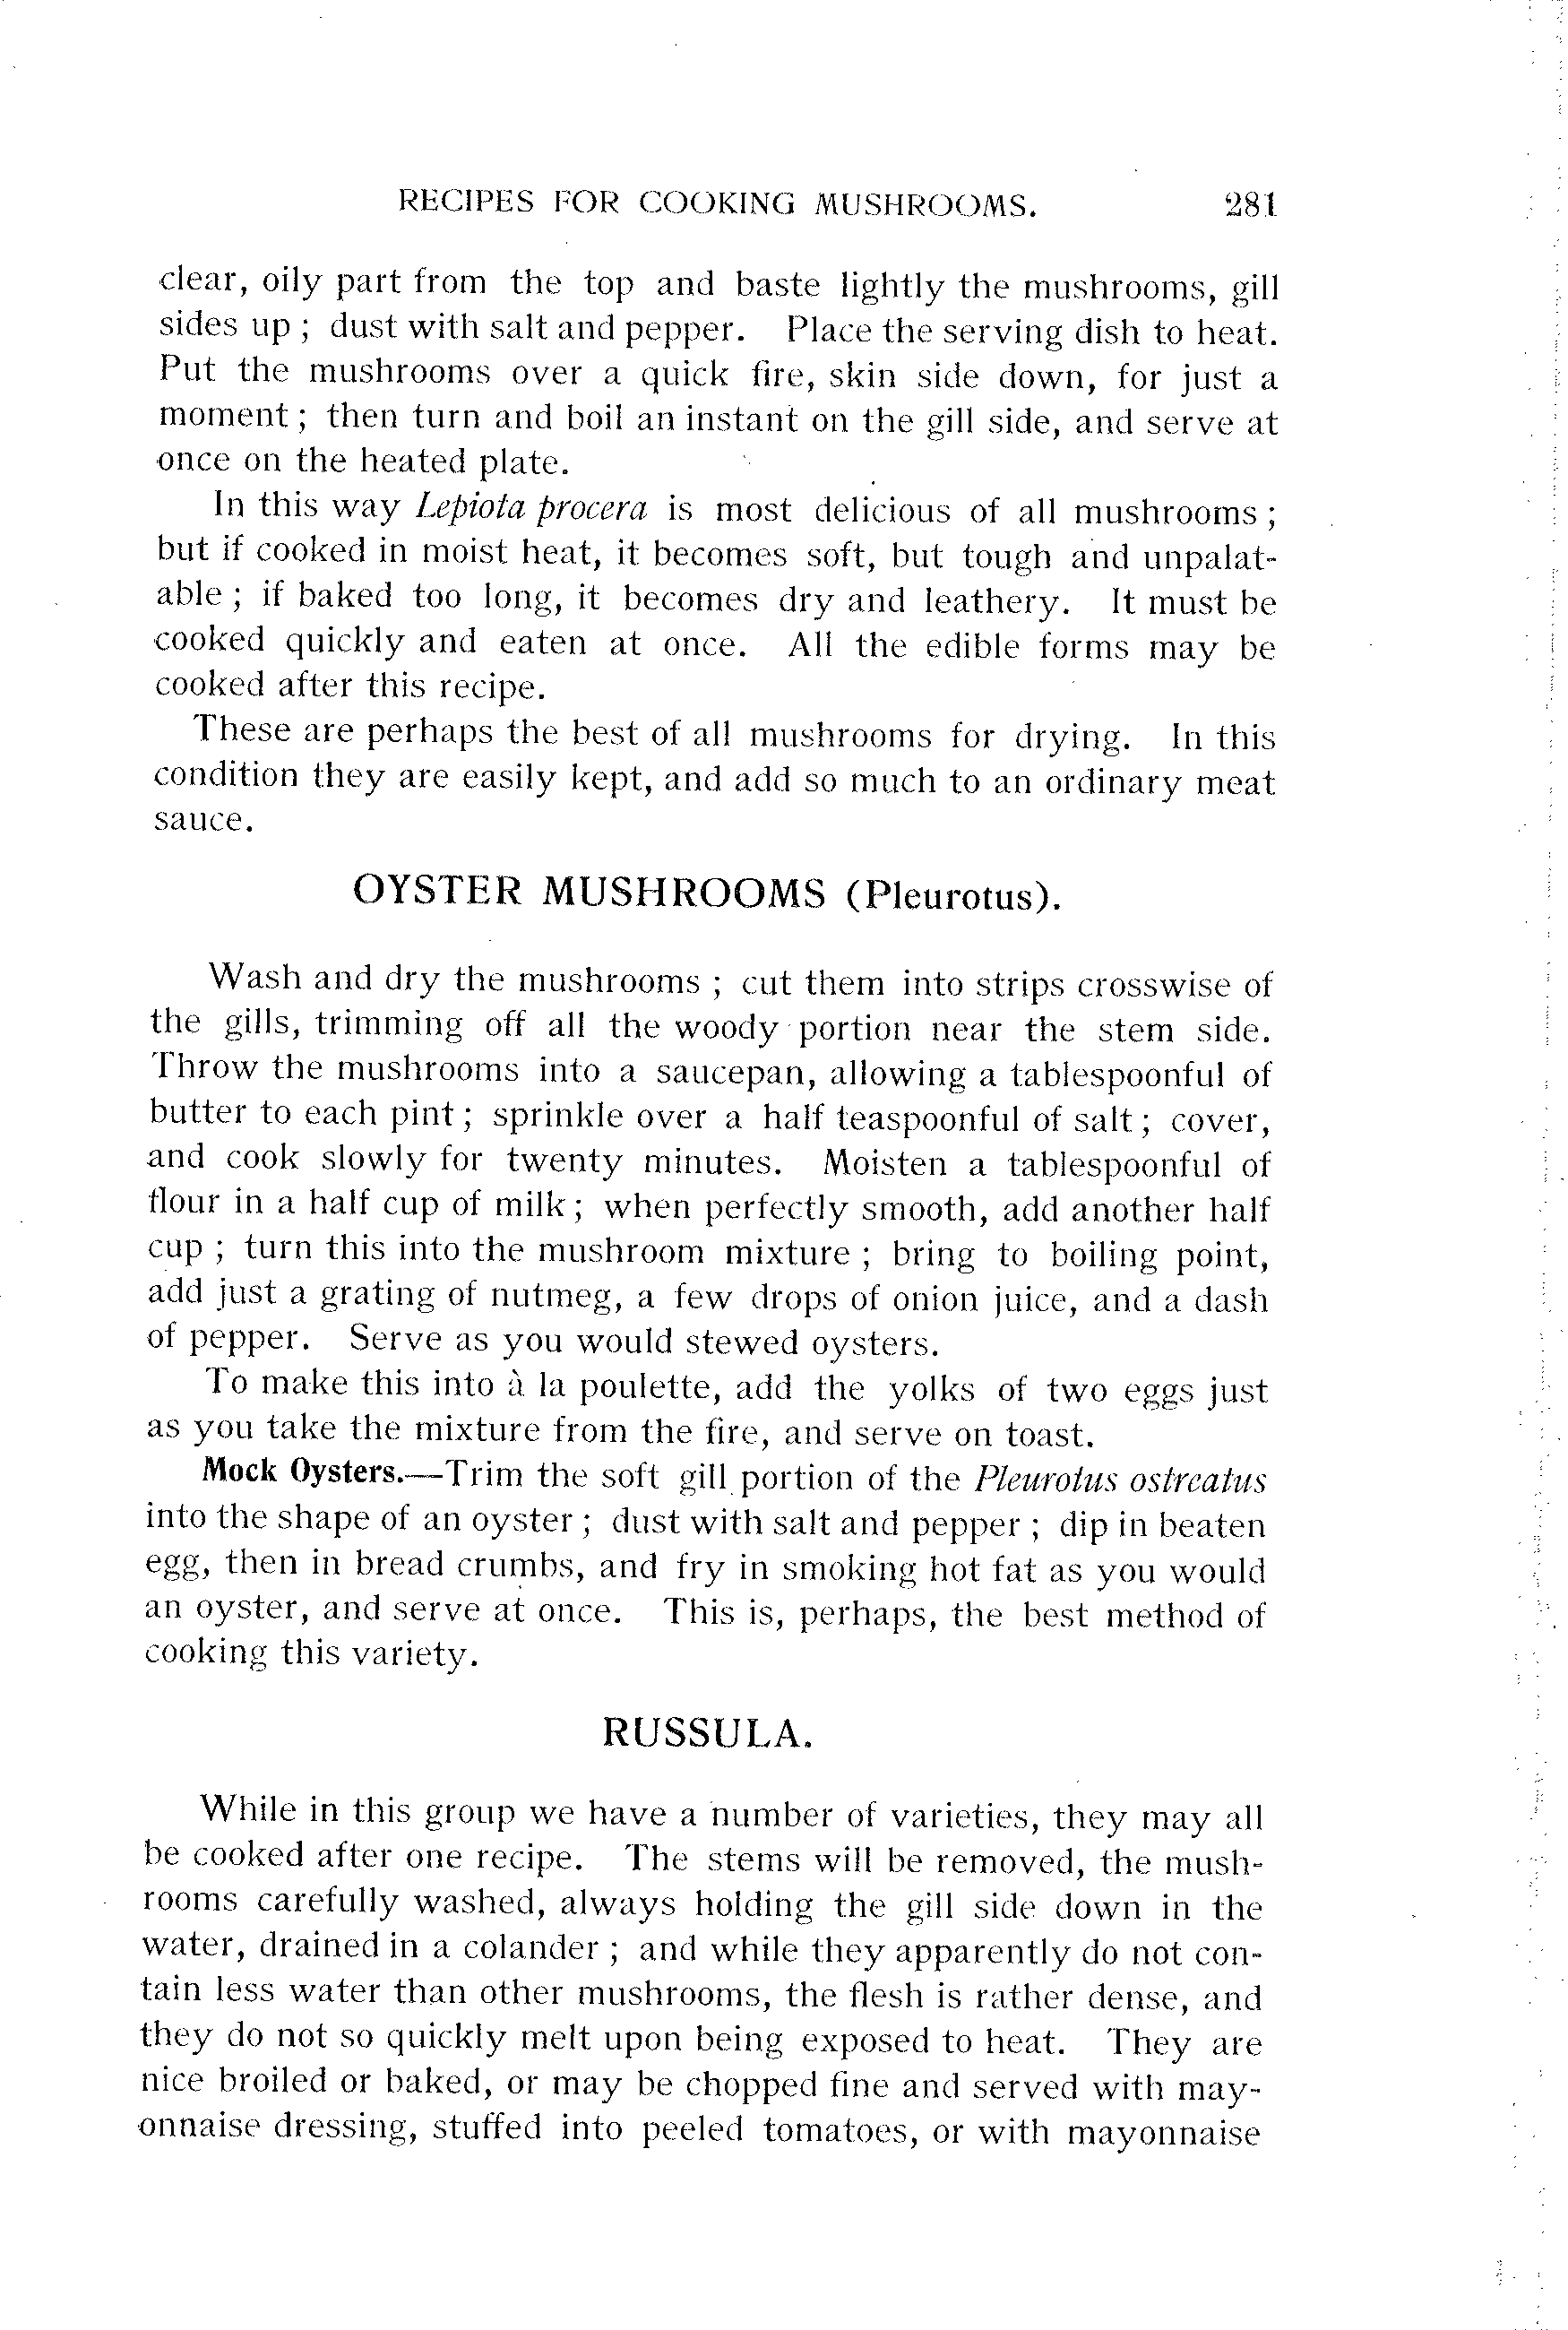 RECIPES FOR COOKING MUSHROOMS. 281
clear, oily part from the top and baste lightly the mushrooms, gill
sides up ; dust with salt and pepper. Place the serving dish to heat.
Put the mushrooms over a quick fire, skin side down, for just a
moment ; then turn and boil an instant on the gill side, and serve at
once on the heated plate.
In this way Lepiota procera is most delicious of all mushrooms ;
but if cooked in moist heat, it becomes soft, but tough and unpalat-
able ; if baked too long, it becomes dry and leathery. It must be
cooked quickly and eaten at once. All the edible forms may be
cooked after this recipe.
These are perhaps the best of all mushrooms for drying. In this
condition they are easily kept, and add so much to an ordinary meat
sauce.
OYSTER MUSHROOMS (Pleurotus).
Wash and dry the mushrooms ; cut them into strips crosswise of
the gills, trimming off all the woody portion near the stem side.
Throw the mushrooms into a saucepan, allowing a tablespoonful of
butter to each pint ; sprinkle over a half teaspoonful of salt ; cover,
and cook slowly for twenty minutes. Moisten a tablespoonful of
flour in a half cup of milk ; when perfectly smooth, add another half
cup ; turn this into the mushroom mixture ; bring to boiling point,
add just a grating of nutmeg, a few drops of onion juice, and a dash
of pepper. Serve as you would stewed oysters.
To make this into à la poulette, add the yolks of two eggs just
as you take the mixture from the fire, and serve on toast.
Mock Oysters.—Trim the soft gill portion of the Pleurotus ostreatus
into the shape of an oyster ; dust with salt and pepper ; dip in beaten
egg, then in bread crumbs, and fry in smoking hot fat as you would
an oyster, and serve at once. This is, perhaps, the best method of
cooking this variety.
RUSSULA.
While in this group we have a number of varieties, they may all
be cooked after one recipe. The stems will be removed, the mush-
rooms carefully washed, always holding the gill side down in the
water, drained in a colander ; and while they apparently do not con-
tain less water than other mushrooms, the flesh is rather dense, and
they do not so quickly melt upon being exposed to heat. They are
nice broiled or baked, or may be chopped fine and served with may-
onnaise dressing, stuffed into peeled tomatoes, or with mayonnaise